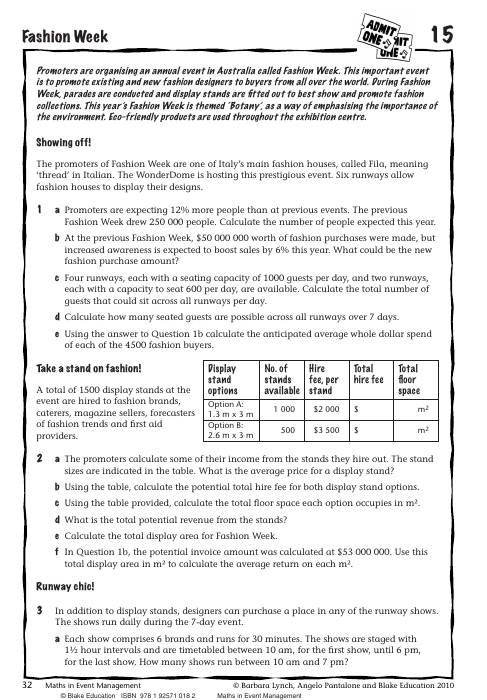 Fashion Week
ADMIT
ONE
ADMIT
ONE
15
Promoters are organising an annual event in Australia called Fashion Week. This important event
is to promote existing and new fashion designers to buyers from all over the world. During Fashion
Week, parades are conducted and display stands are fitted out to best show and promote fashion
collections. This year's Fashion Week is themed 'Botany', as a way of emphasising the importance of
the environment. Eco-friendly products are used throughout the exhibition centre.
Showing off!
The promoters of Fashion Week are one of Italy's main fashion houses, called Fila, meaning
'thread' in Italian. The WonderDome is hosting this prestigious event. Six runways allow
fashion houses to display their designs.
1 a Promoters are expecting 12% more people than at previous events. The previous
Fashion Week drew 250 000 people. Calculate the number of people expected this year.
b At the previous Fashion Week, $50 000 000 worth of fashion purchases were made, but
increased awareness is expected to boost sales by 6% this year. What could be the new
fashion purchase amount?
c Four runways, each with a seating capacity of 1000 guests per day, and two runways,
each with a capacity to seat 600 per day, are available. Calculate the total number of
guests that could sit across all runways per day.
d Calculate how many seated guests are possible across all runways over 7 days.
e Using the answer to Question 1b calculate the anticipated average whole dollar spend
of each of the 4500 fashion buyers.
Take a stand on fashion!
A total of 1500 display stands at the
event are hired to fashion brands,
caterers, magazine sellers, forecasters
of fashion trends and first aid
providers.
Display stand options | No. of stands available | Hire fee, per stand | Total hire fee | Total floor space
Option A: 1.3 m x 3 m | 1 000 | $2 000 | $ | m²
Option B: 2.6 m x 3 m | 500 | $3 500 | $ | m²
2 a The promoters calculate some of their income from the stands they hire out. The stand
sizes are indicated in the table. What is the average price for a display stand?
b Using the table, calculate the potential total hire fee for both display stand options.
c Using the table provided, calculate the total floor space each option occupies in m².
d What is the total potential revenue from the stands?
e Calculate the total display area for Fashion Week.
f In Question 1b, the potential invoice amount was calculated at $53 000 000. Use this
total display area in m² to calculate the average return on each m².
Runway chic!
3 In addition to display stands, designers can purchase a place in any of the runway shows.
The shows run daily during the 7-day event.
a Each show comprises 6 brands and runs for 30 minutes. The shows are staged with
1½ hour intervals and are timetabled between 10 am, for the first show, until 6 pm,
for the last show. How many shows run between 10 am and 7 pm?
32 Maths in Event Management © Barbara Lynch, Angelo Pantalone and Blake Education 2010
© Blake Education ISBN 978 1 92571 018 2 Maths in Event Management